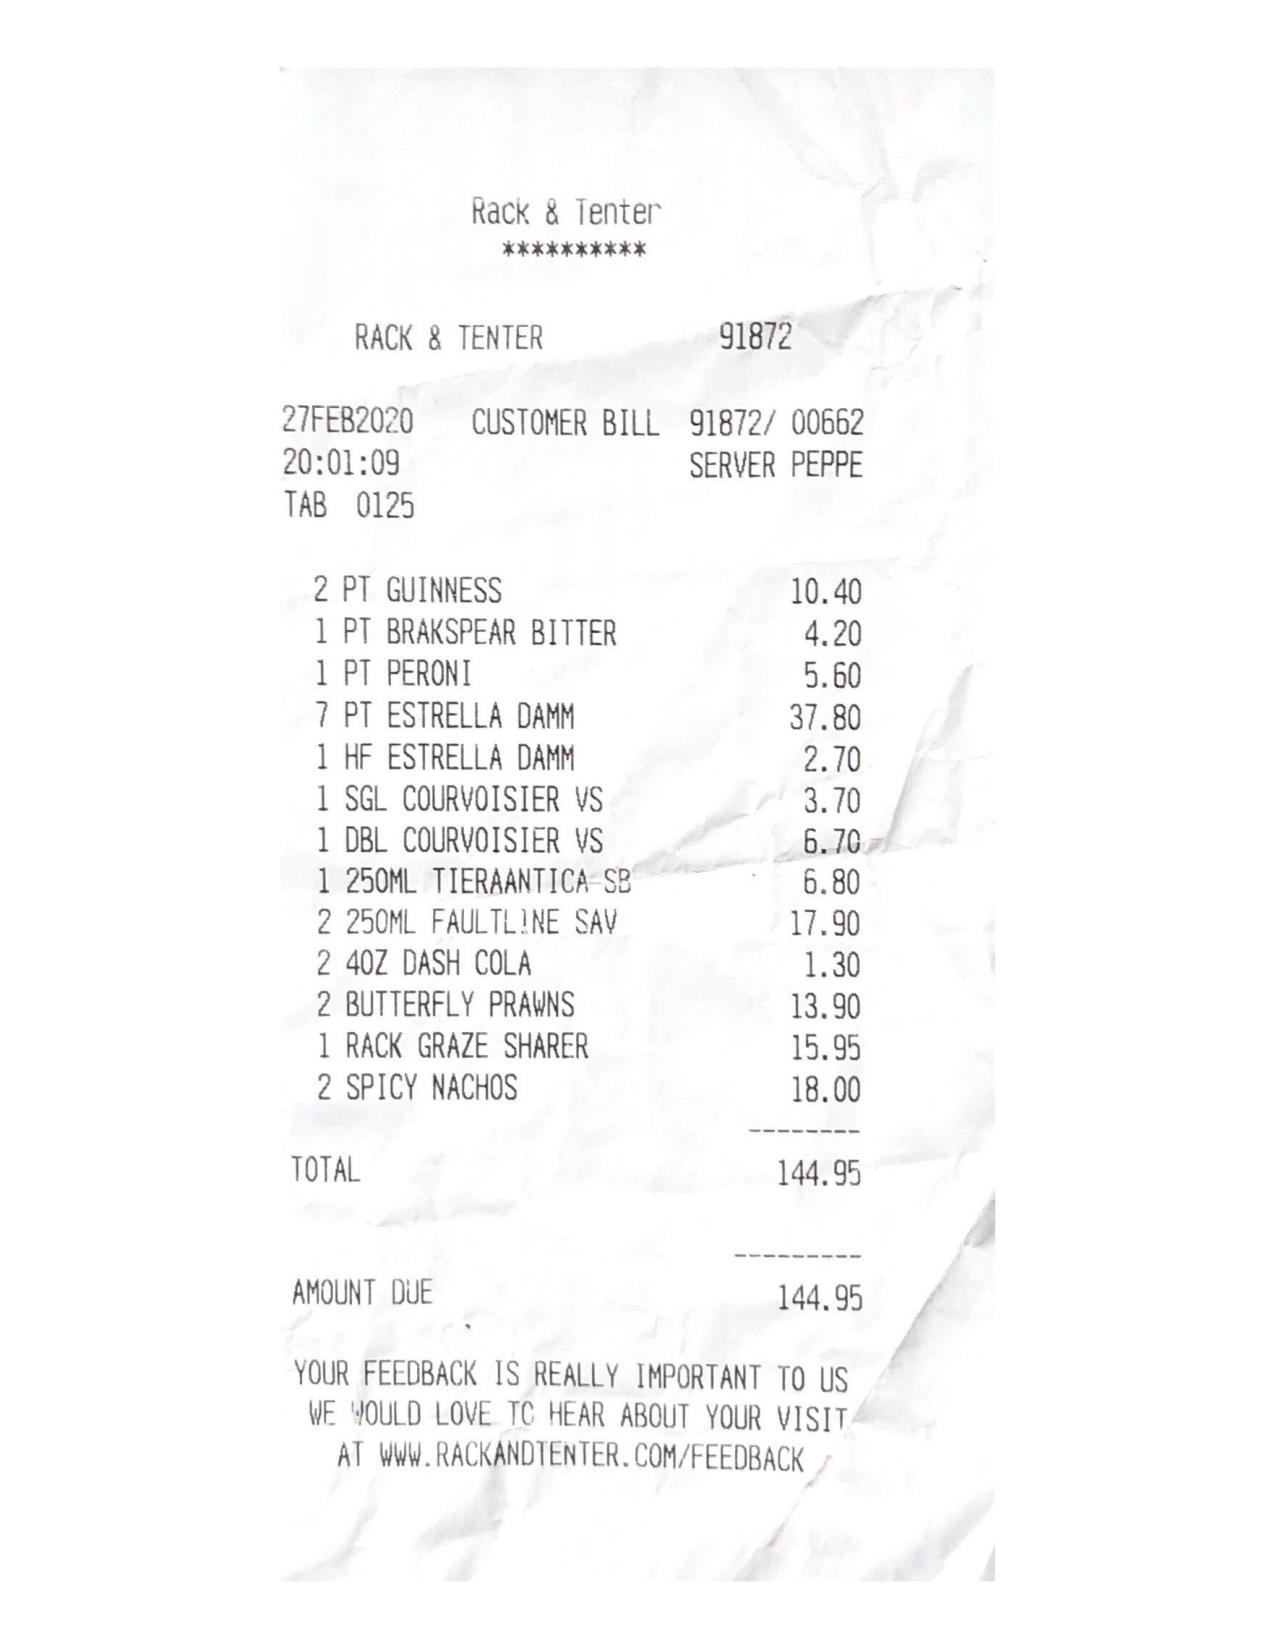 Rack & Tenter
**********
RACK & TENTER 91872
27FEB2020 CUSTOMER BILL 91872/ 00662
20:01:09 SERVER PEPPE
TAB 0125
2 PT GUINNESS 10.40
1 PT BRAKSPEAR BITTER 4.20
1 PT PERONI 5.60
7 PT ESTRELLA DAMM 37.80
1 HF ESTRELLA DAMM 2.70
1 SGL COURVOISIER VS 3.70
1 DBL COURVOISIER VS 6.70
1 250ML TIERAANTICA SB 6.80
2 250ML FAULTLINE SAV 17.90
2 4OZ DASH COLA 1.30
2 BUTTERFLY PRAWNS 13.90
1 RACK GRAZE SHARER 15.95
2 SPICY NACHOS 18.00
--------
TOTAL 144.95
---------
AMOUNT DUE 144.95
YOUR FEEDBACK IS REALLY IMPORTANT TO US
WE WOULD LOVE TO HEAR ABOUT YOUR VISIT
AT WWW.RACKANDTENTER.COM/FEEDBACK